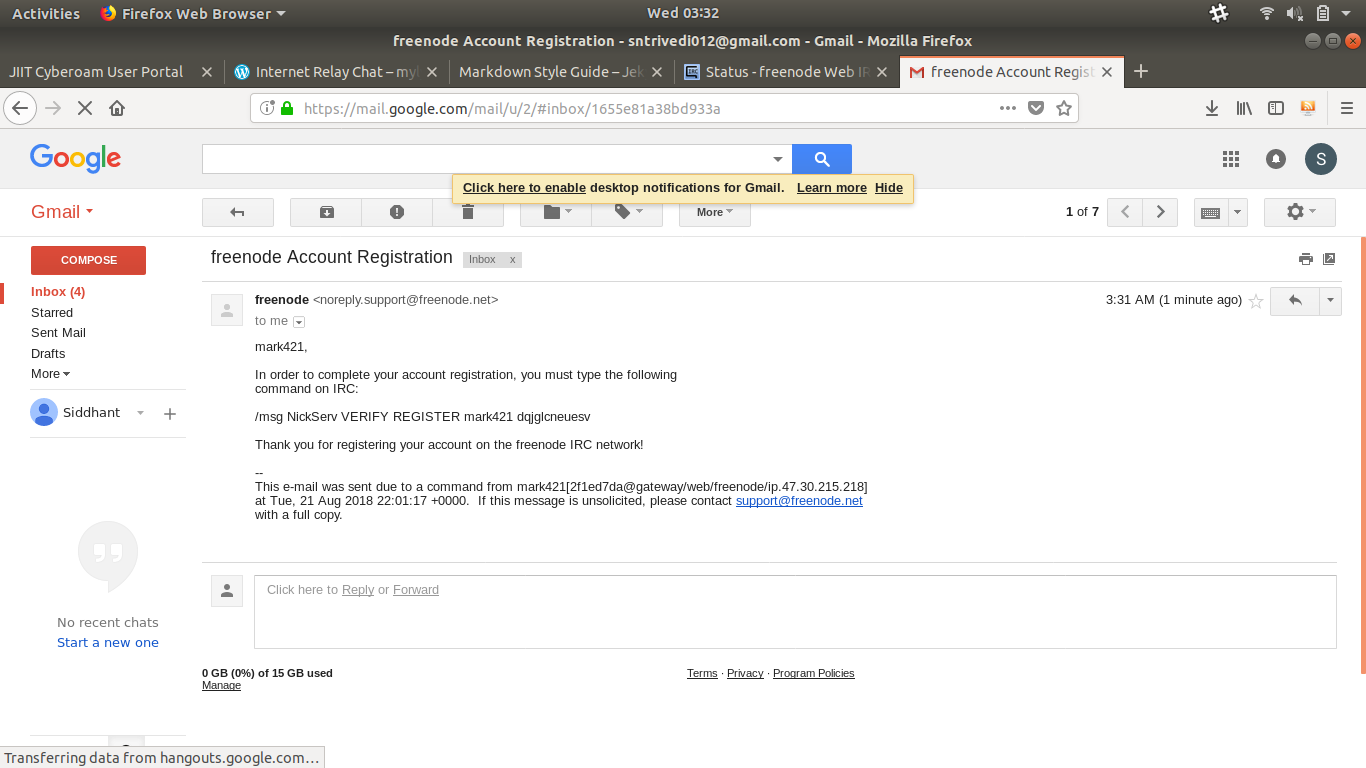 Activities Firefox Web Browser Wed 03:32
freenode Account Registration - sntrivedi012@gmail.com - Gmail - Mozilla Firefox
JIIT Cyberoam User Portal Internet Relay Chat – myl Markdown Style Guide – Jek Status - freenode Web IR freenode Account Regist
https://mail.google.com/mail/u/2/#inbox/1655e81a38bd933a
Google S
Click here to enable desktop notifications for Gmail. Learn more Hide
Gmail More 1 of 7
COMPOSE
freenode Account Registration Inbox x
Inbox (4)
Starred
Sent Mail
Drafts
More
Siddhant
freenode <noreply.support@freenode.net> 3:31 AM (1 minute ago)
to me
mark421,
In order to complete your account registration, you must type the following
command on IRC:
/msg NickServ VERIFY REGISTER mark421 dqjglcneuesv
Thank you for registering your account on the freenode IRC network!
--
This e-mail was sent due to a command from mark421[2f1ed7da@gateway/web/freenode/ip.47.30.215.218]
at Tue, 21 Aug 2018 22:01:17 +0000. If this message is unsolicited, please contact support@freenode.net
with a full copy.
Click here to Reply or Forward
No recent chats
Start a new one
0 GB (0%) of 15 GB used
Manage
Terms · Privacy · Program Policies
Transferring data from hangouts.google.com…